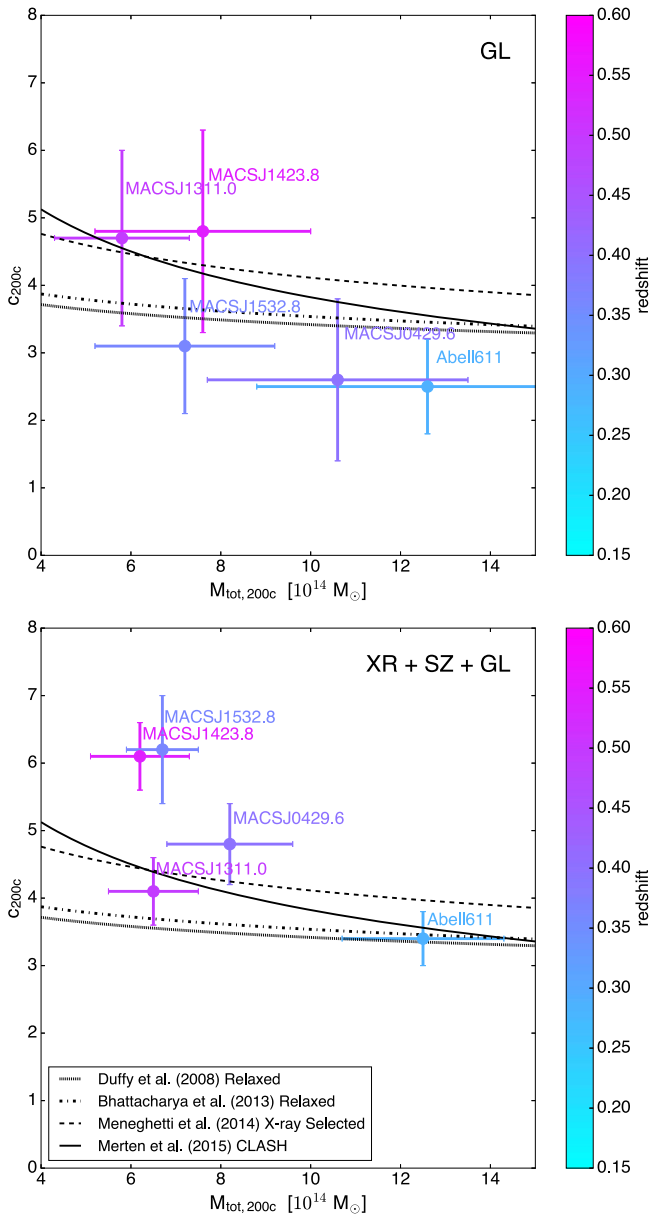 GL
8
7
6
5
4
3
2
1
0
c200c
MACSJ1423.8
MACSJ1311.0
MACSJ1532.8
MACSJ0429.6
Abell611
4 6 8 10 12 14
Mtot, 200c [10^14 M⊙]
0.60
0.55
0.50
0.45
0.40
0.35
0.30
0.25
0.20
0.15
redshift
XR + SZ + GL
8
7
6
5
4
3
2
1
0
c200c
MACSJ1532.8
MACSJ1423.8
MACSJ0429.6
MACSJ1311.0
Abell611
Duffy et al. (2008) Relaxed
Bhattacharya et al. (2013) Relaxed
Meneghetti et al. (2014) X-ray Selected
Merten et al. (2015) CLASH
4 6 8 10 12 14
Mtot, 200c [10^14 M⊙]
0.60
0.55
0.50
0.45
0.40
0.35
0.30
0.25
0.20
0.15
redshift